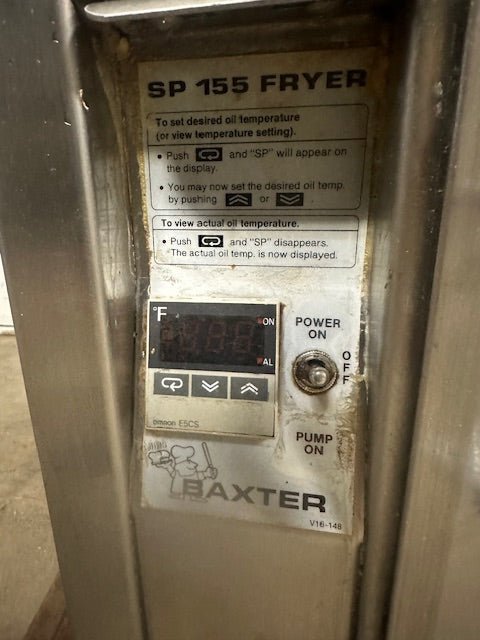 SP 155 FRYER
To set desired oil temperature
(or view temperature setting).
• Push and "SP" will appear on
the display.
• You may now set the desired oil temp.
by pushing or .
To view actual oil temperature.
• Push and "SP" disappears.
The actual oil temp. is now displayed.
°F
ON
AL
omron E5CS
POWER
ON
OFF
PUMP
ON
BAXTER
V16-148